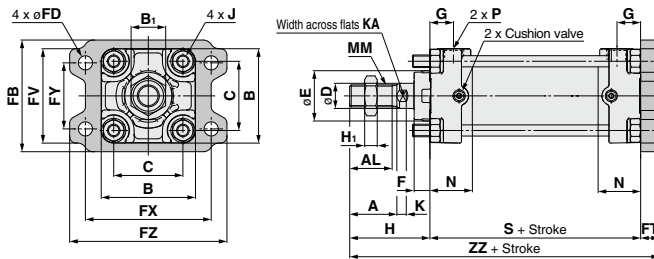 4 x øFD
B1
4 x J
FB
FV
FY
C
B
C
B
FX
FZ
Width across flats KA
MM
G
2 x P
G
2 x Cushion valve
øE
øD
H1
AL
F
N
N
A
K
H
S + Stroke
FT
ZZ + Stroke